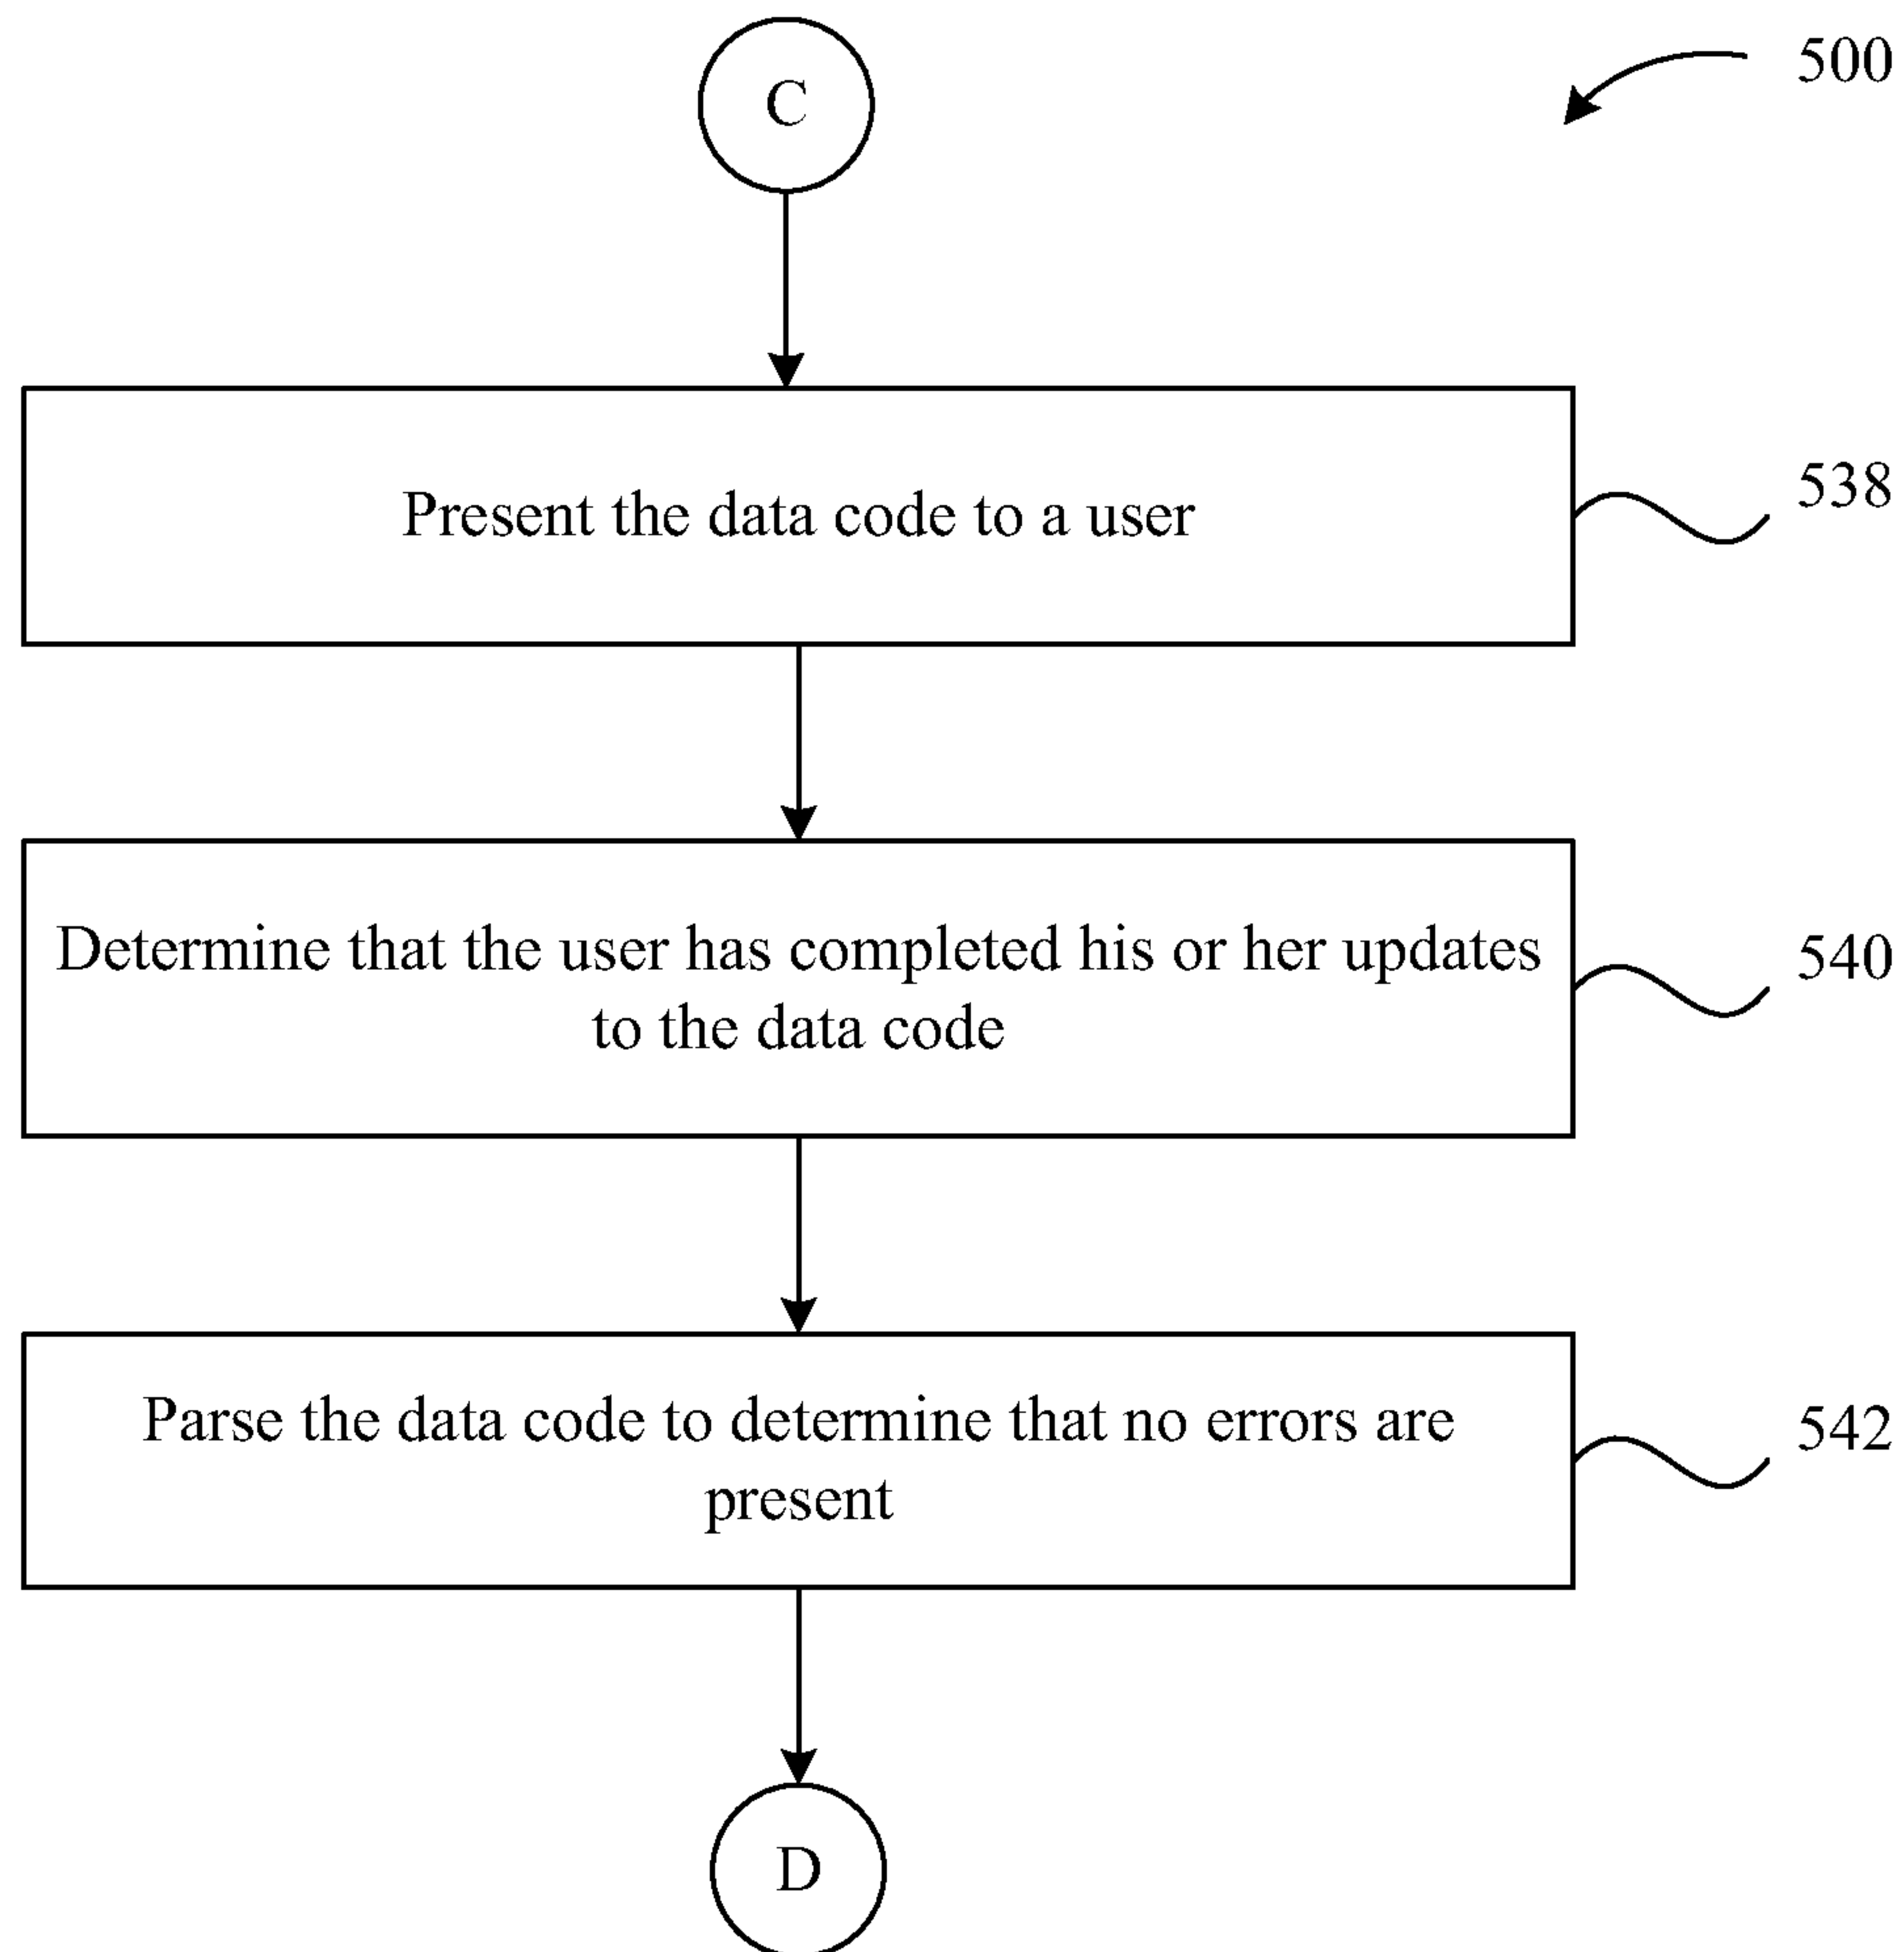 C
500
Present the data code to a user
538
Determine that the user has completed his or her updates
to the data code
540
Parse the data code to determine that no errors are
present
542
D